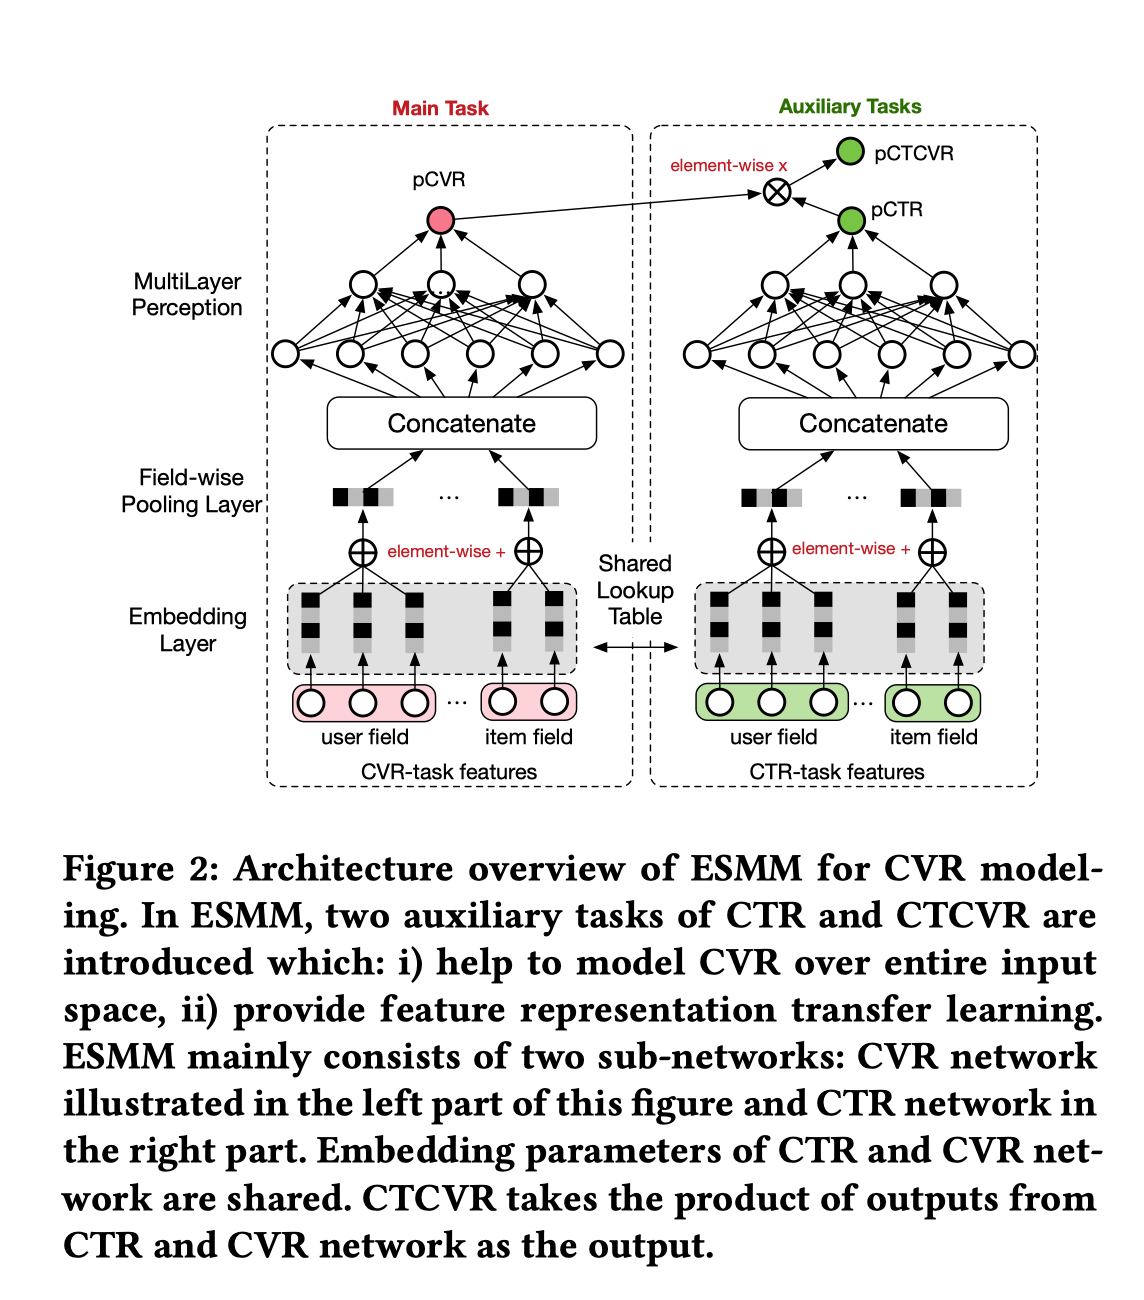 Main Task
Auxiliary Tasks
pCTCVR
element-wise x
pCVR
pCTR
MultiLayer
Perception
Concatenate
Concatenate
Field-wise
Pooling Layer
...
...
element-wise +
element-wise +
Shared
Lookup
Table
Embedding
Layer
...
...
user field
item field
user field
item field
CVR-task features
CTR-task features
Figure 2: Architecture overview of ESMM for CVR model-
ing. In ESMM, two auxiliary tasks of CTR and CTCVR are
introduced which: i) help to model CVR over entire input
space, ii) provide feature representation transfer learning.
ESMM mainly consists of two sub-networks: CVR network
illustrated in the left part of this figure and CTR network in
the right part. Embedding parameters of CTR and CVR net-
work are shared. CTCVR takes the product of outputs from
CTR and CVR network as the output.